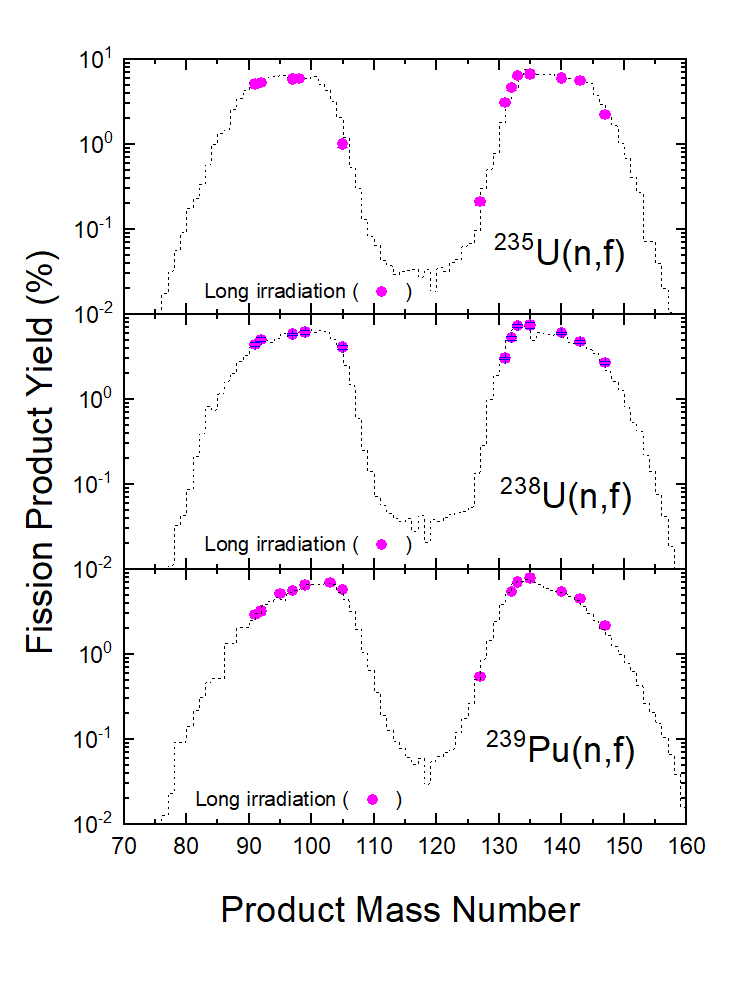 Fission Product Yield (%)
10¹
10⁰
10⁻¹
10⁻²
²³⁵U(n,f)
Long irradiation ( )
10⁰
10⁻¹
10⁻²
²³⁸U(n,f)
Long irradiation ( )
10⁰
10⁻¹
10⁻²
²³⁹Pu(n,f)
Long irradiation ( )
70 80 90 100 110 120 130 140 150 160
Product Mass Number